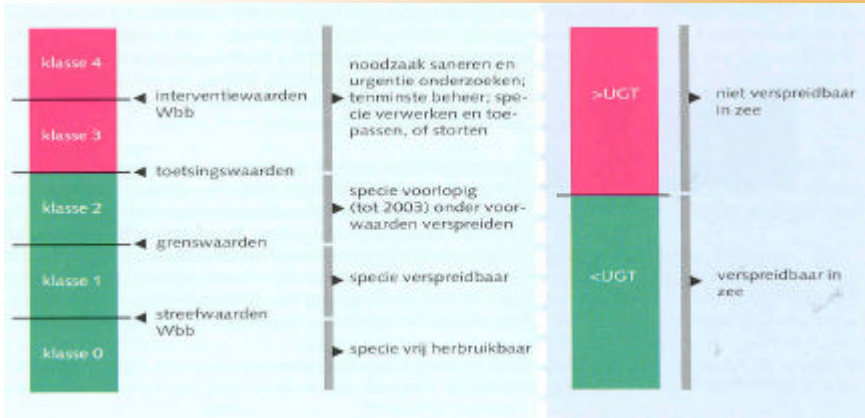 klasse 4
interventiewaarden
Wbb
klasse 3
toetsingswaarden
klasse 2
grenswaarden
klasse 1
streefwaarden
Wbb
klasse 0
noodzaak saneren en
urgentie onderzoeken;
tenminste beheer; spe-
cie verwerken en toe-
passen, of storten
specie voorlopig
(tot 2003) onder voor-
waarden verspreiden
specie verspreidbaar
specie vrij herbruikbaar
>UGT
niet verspreidbaar
in zee
<UGT
verspreidbaar in
zee